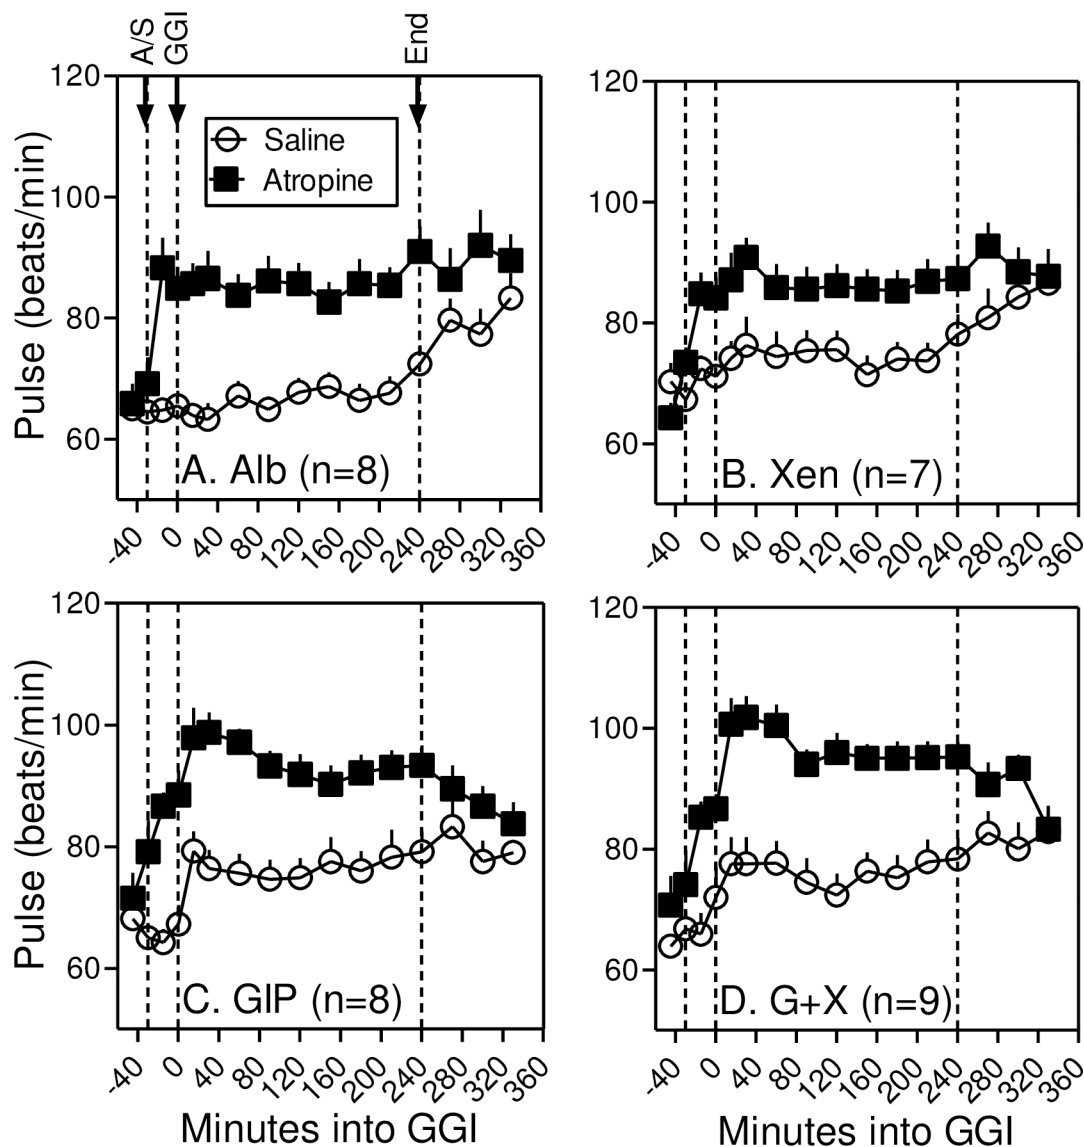 A/S
GGI
End
Pulse (beats/min)
120
100
80
60
Saline
Atropine
A. Alb (n=8)
-40 0 40 80 120 160 200 240 280 320 360
120
100
80
60
B. Xen (n=7)
-40 0 40 80 120 160 200 240 280 320 360
Pulse (beats/min)
120
100
80
60
C. GIP (n=8)
-40 0 40 80 120 160 200 240 280 320 360
Minutes into GGI
120
100
80
60
D. G+X (n=9)
-40 0 40 80 120 160 200 240 280 320 360
Minutes into GGI